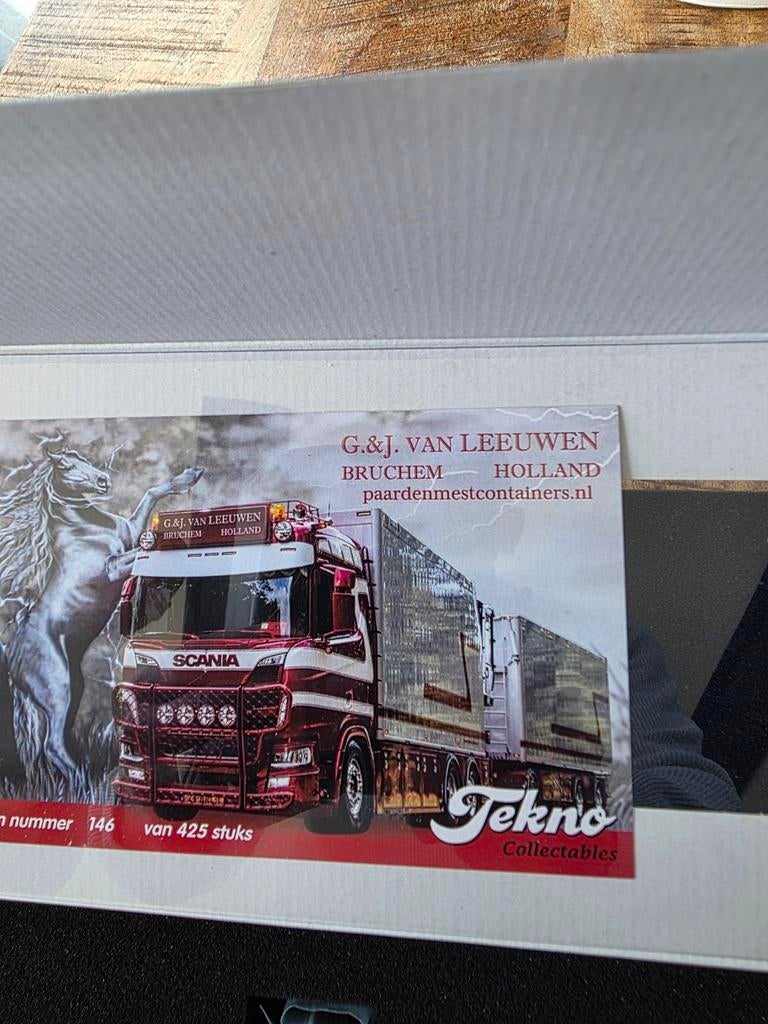 G.&J. VAN LEEUWEN
BRUCHEM HOLLAND
paardenmestcontainers.nl
G.&J. VAN LEEUWEN
BRUCHEM HOLLAND
SCANIA
nummer 146 van 425 stuks
Tekno
Collectables